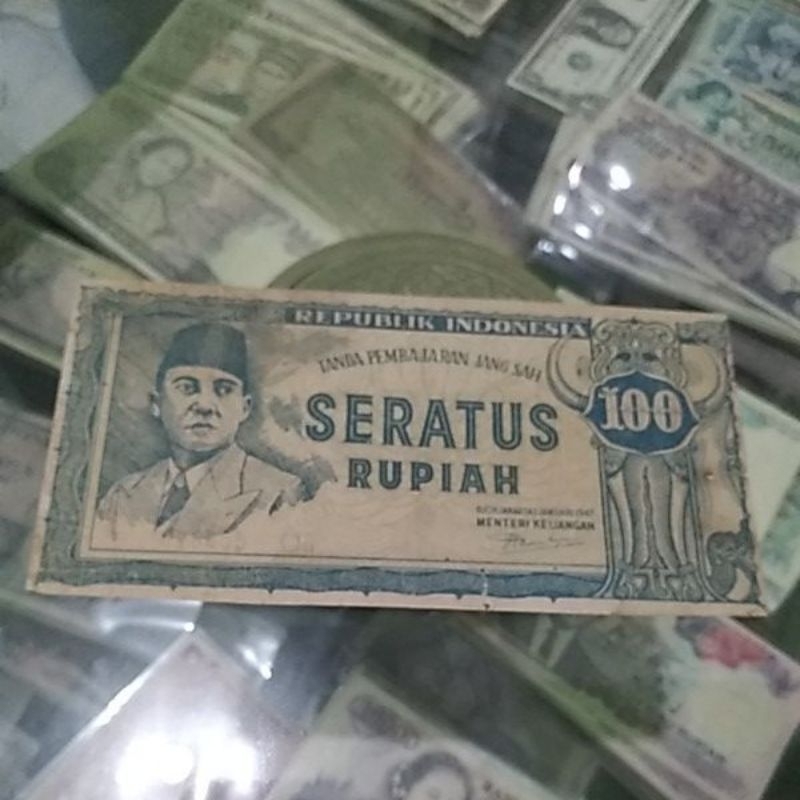 REPUBLIK INDONESIA
TANDA PEMBAJARAN JANG SAH
SERATUS
RUPIAH
100
MENTERI KEUANGAN